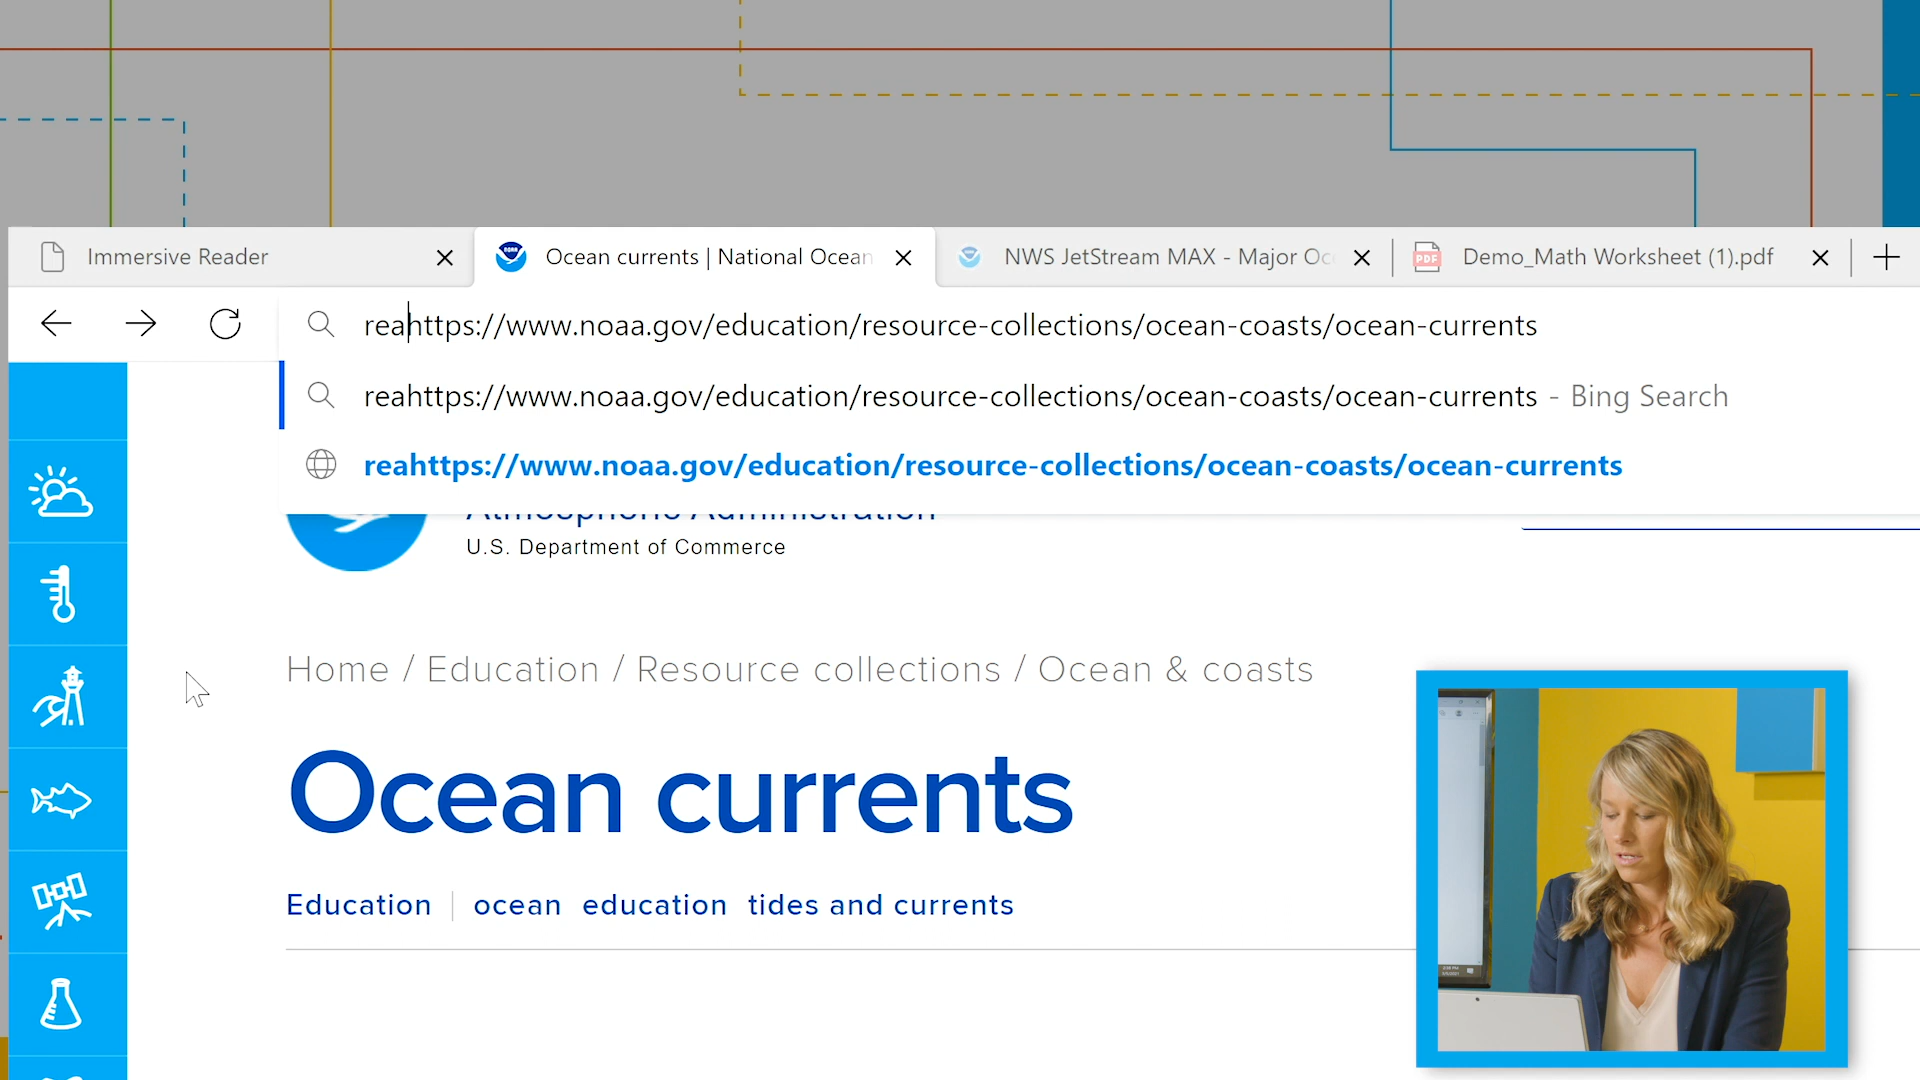 Immersive Reader
Ocean currents | National Ocean
NWS JetStream MAX - Major Oc
Demo_Math Worksheet (1).pdf
reahttps://www.noaa.gov/education/resource-collections/ocean-coasts/ocean-currents
reahttps://www.noaa.gov/education/resource-collections/ocean-coasts/ocean-currents - Bing Search
reahttps://www.noaa.gov/education/resource-collections/ocean-coasts/ocean-currents
Atmospheric Administration
U.S. Department of Commerce
Home / Education / Resource collections / Ocean & coasts
Ocean currents
Education | ocean education tides and currents